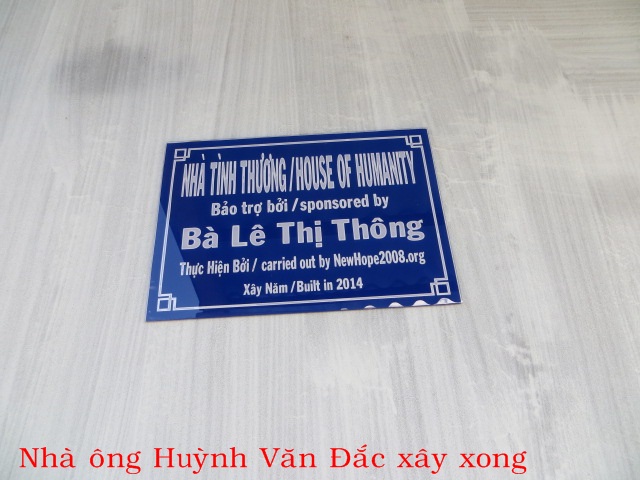 NHÀ TÌNH THƯƠNG / HOUSE OF HUMANITY
Bảo trợ bởi / sponsored by
Bà Lê Thị Thông
Thực Hiện Bởi / carried out by NewHope2008.org
Xây Năm / Built in 2014
Nhà ông Huỳnh Văn Đắc xây xong